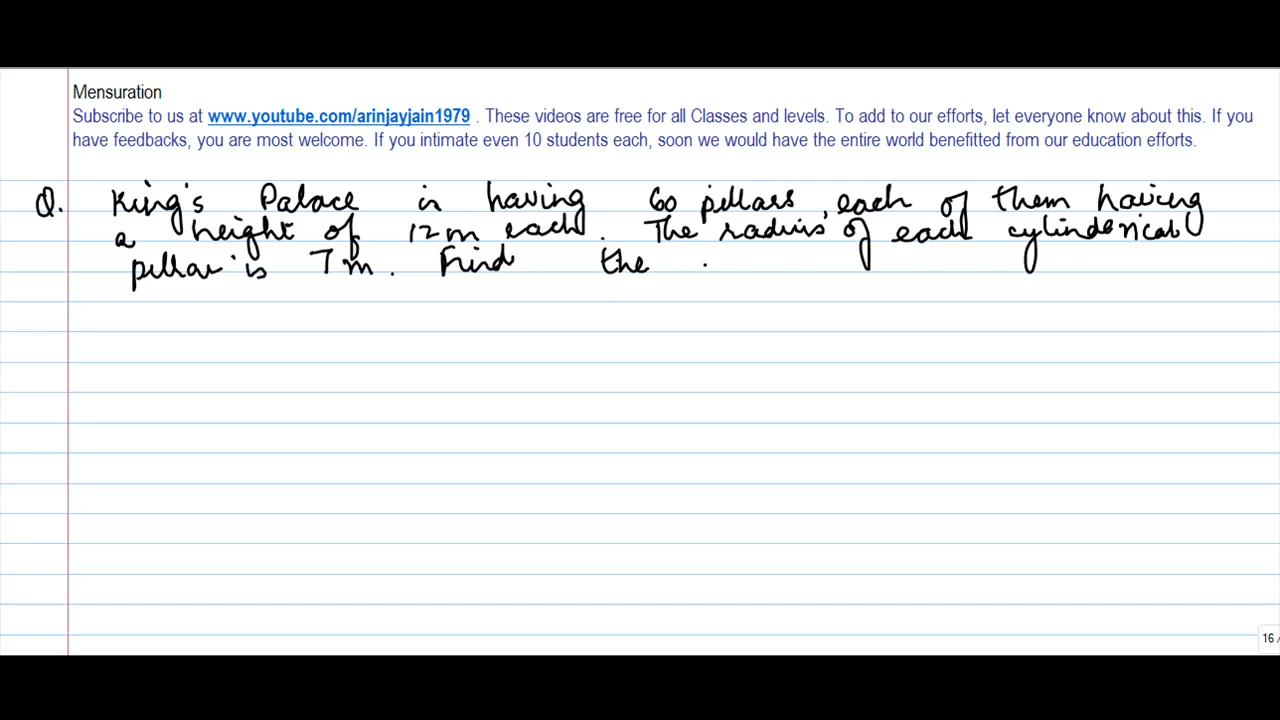 Mensuration
Subscribe to us at www.youtube.com/arinjayjain1979 . These videos are free for all Classes and levels. To add to our efforts, let everyone know about this. If you
have feedbacks, you are most welcome. If you intimate even 10 students each, soon we would have the entire world benefitted from our education efforts.
Q. King's Palace is having 60 pillars, each of them having
a height of 12m each. The radius of each cylinderical
pillar is 7m. Find the .
16/